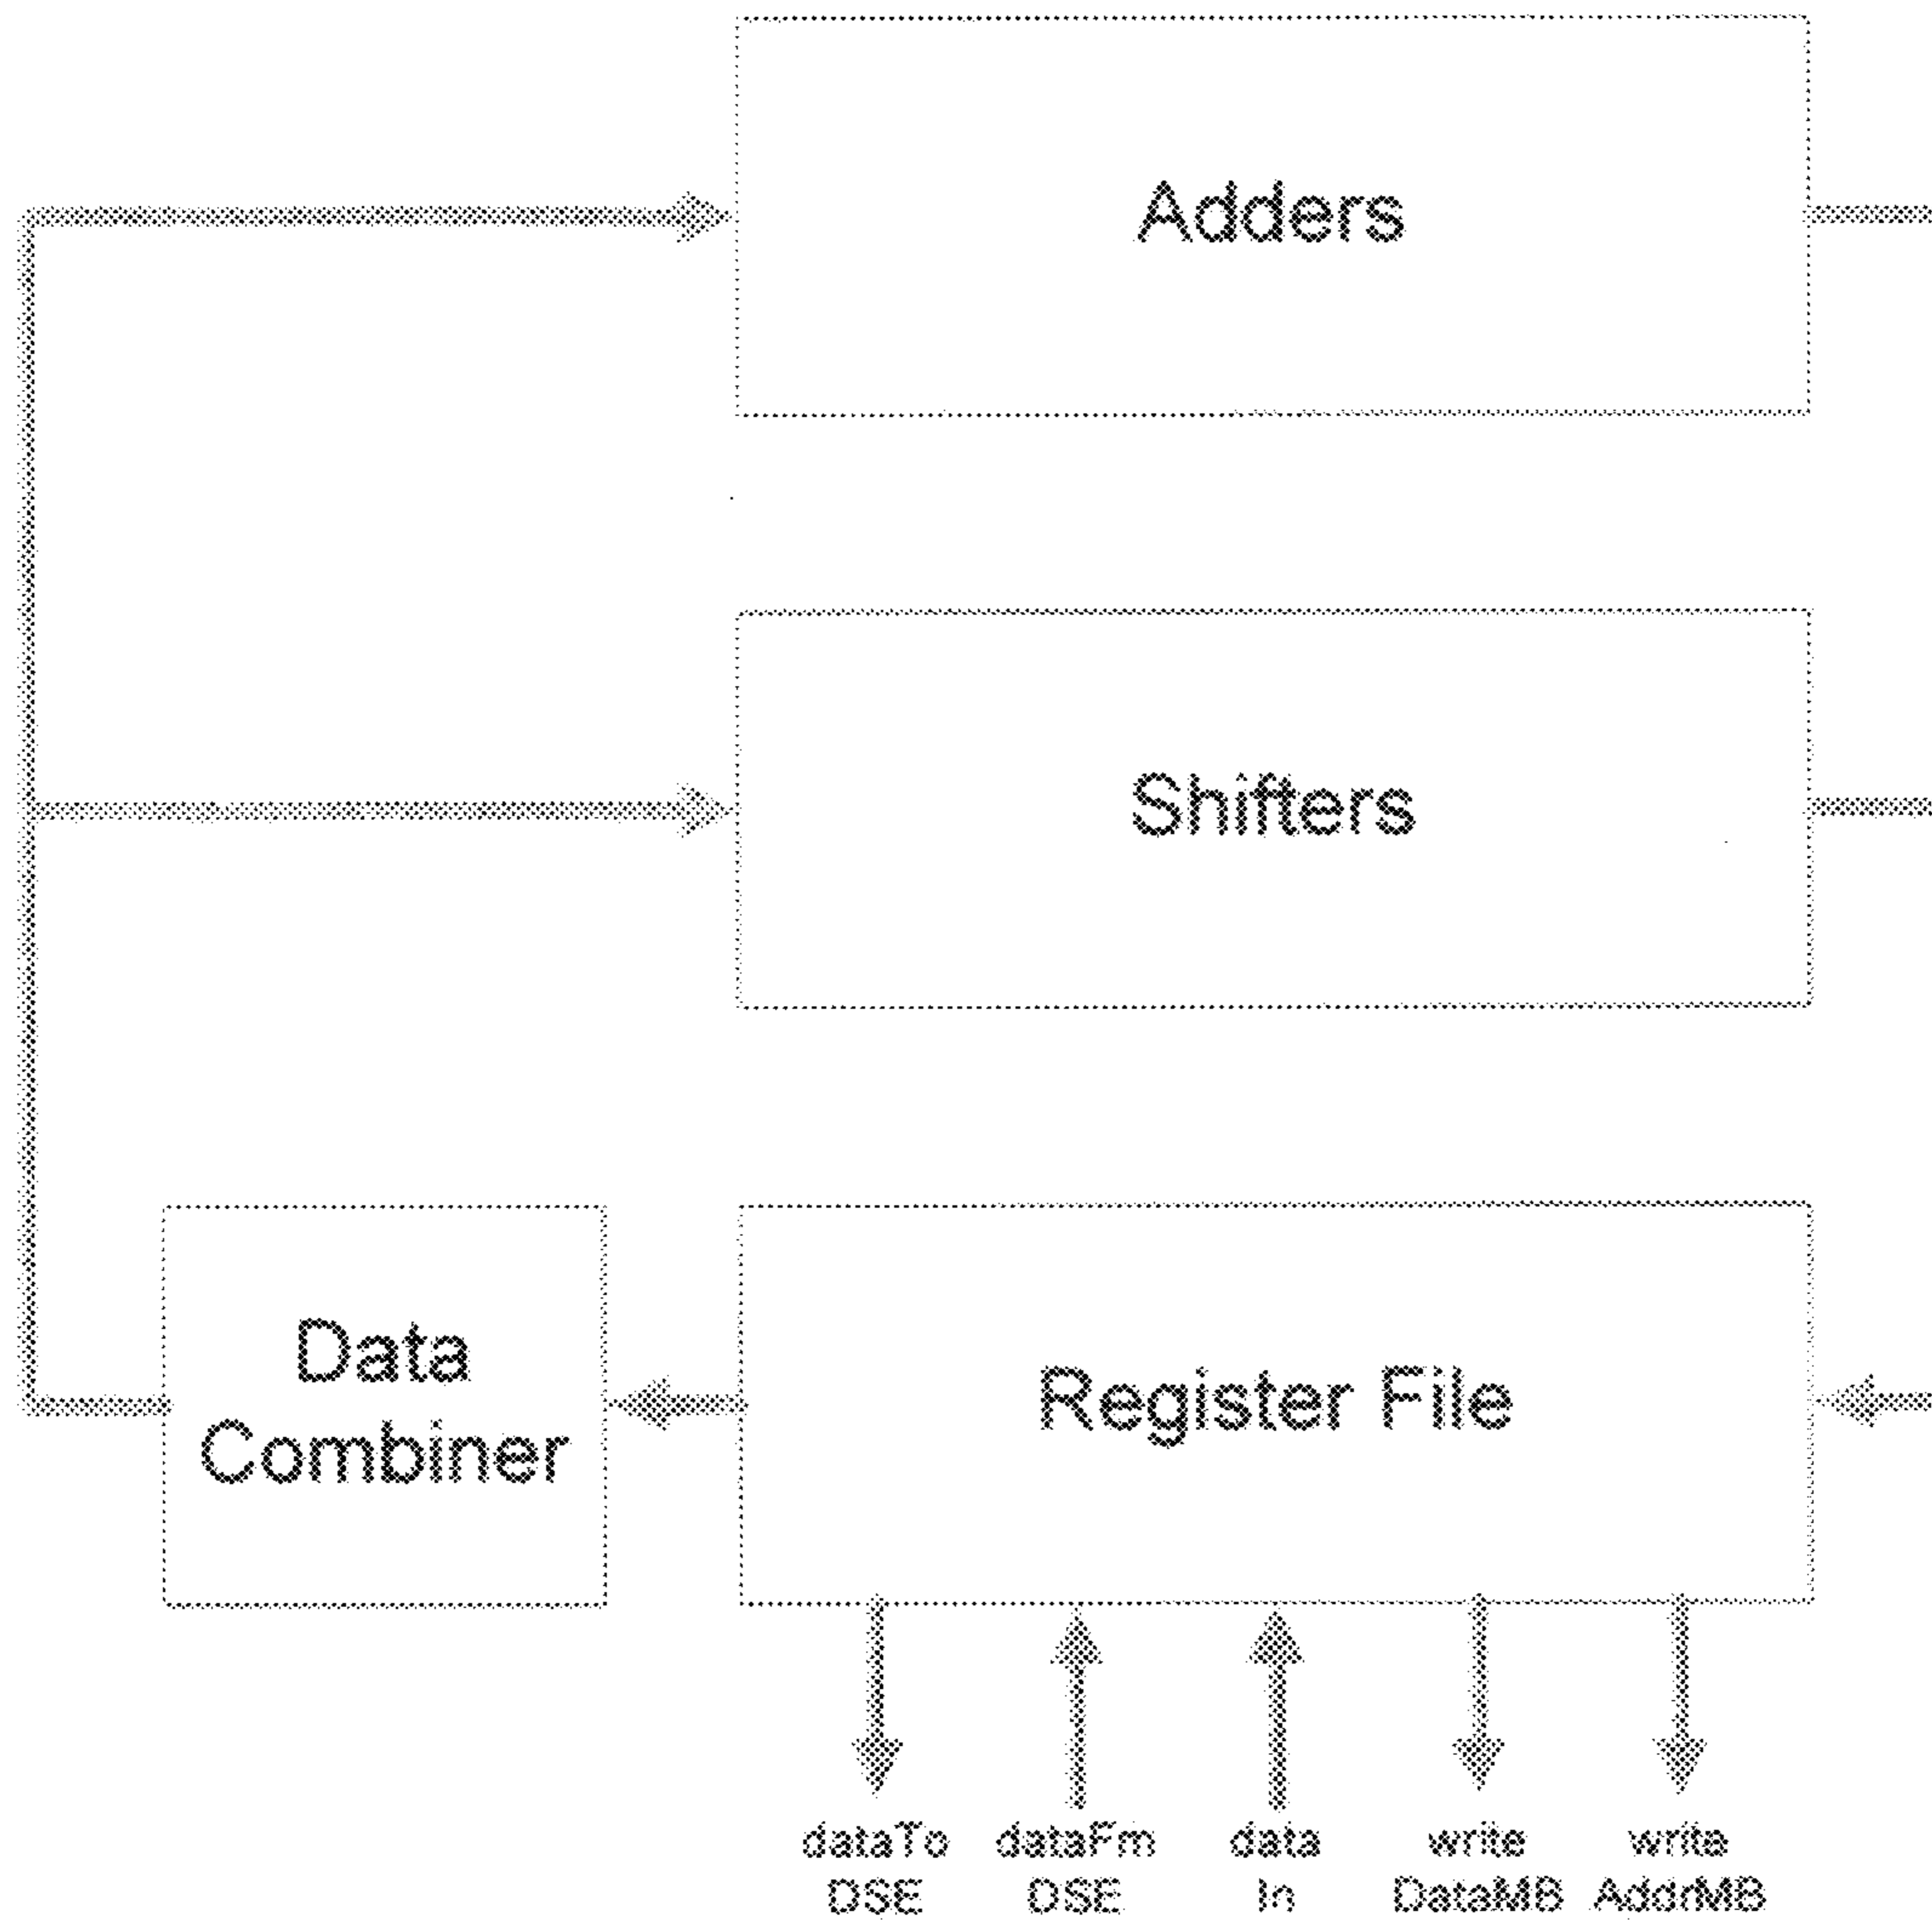 Adders
Shifters
Data
Combiner
Register File
dataTo
DSE
dataFm
DSE
data
In
write
DataMB
write
AddrMB